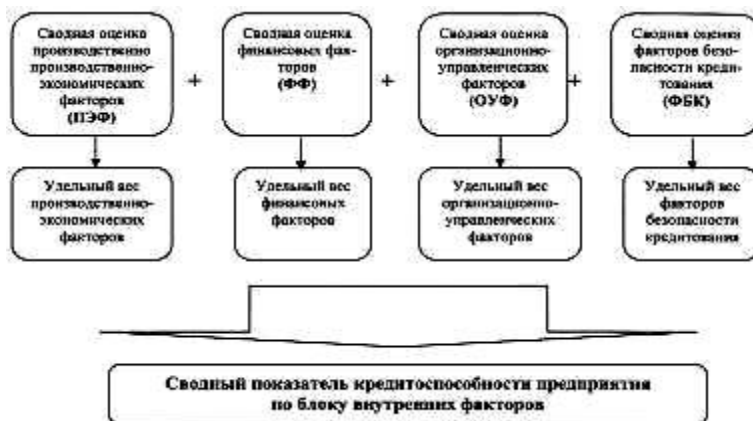 Сводная оценка
производственно
производственно-
экономических
факторов
(ПЭФ)
+
Сводная оценка
финансовых фак-
торов
(ФФ)
+
Сводная оценка
организационно-
управленческих
факторов
(ОУФ)
+
Сводная оценка
факторов безо-
пасности креди-
тования
(ФБК)
Удельный вес
производственно-
экономических
факторов
Удельный вес
финансовых
факторов
Удельный вес
организационно-
управленческих
факторов
Удельный вес
факторов
безопасности
кредитования
Сводный показатель кредитоспособности предприятия
по блоку внутренних факторов